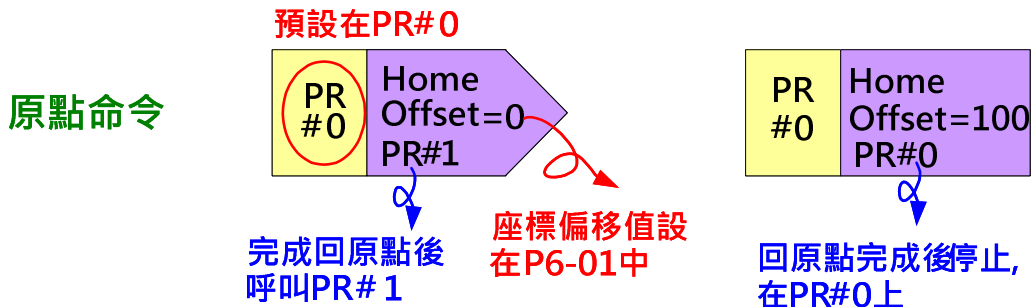 預設在PR#0
原點命令
PR
#0
Home
Offset=0
PR#1
完成回原點後
呼叫PR#1
座標偏移值設
在P6-01中
PR
#0
Home
Offset=100
PR#0
回原點完成後停止,
在PR#0上